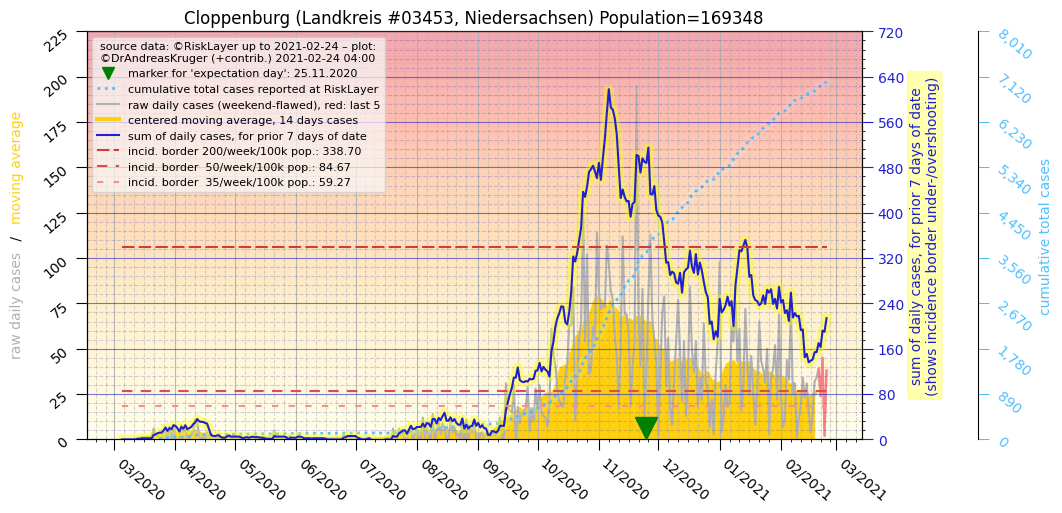 Cloppenburg (Landkreis #03453, Niedersachsen) Population=169348
source data: ©RiskLayer up to 2021-02-24 – plot:
©DrAndreasKruger (+contrib.) 2021-02-24 04:00
marker for 'expectation day': 25.11.2020
cumulative total cases reported at RiskLayer
raw daily cases (weekend-flawed), red: last 5
centered moving average, 14 days cases
sum of daily cases, for prior 7 days of date
incid. border 200/week/100k pop.: 338.70
incid. border  50/week/100k pop.: 84.67
incid. border  35/week/100k pop.: 59.27
raw daily cases / moving average
225
200
175
150
125
100
75
50
25
0
03/2020
04/2020
05/2020
06/2020
07/2020
08/2020
09/2020
10/2020
11/2020
12/2020
01/2021
02/2021
03/2021
720
640
560
480
400
320
240
160
80
0
sum of daily cases, for prior 7 days of date
(shows incidence border under-/overshooting)
8,010
7,120
6,230
5,340
4,450
3,560
2,670
1,780
890
0
cumulative total cases